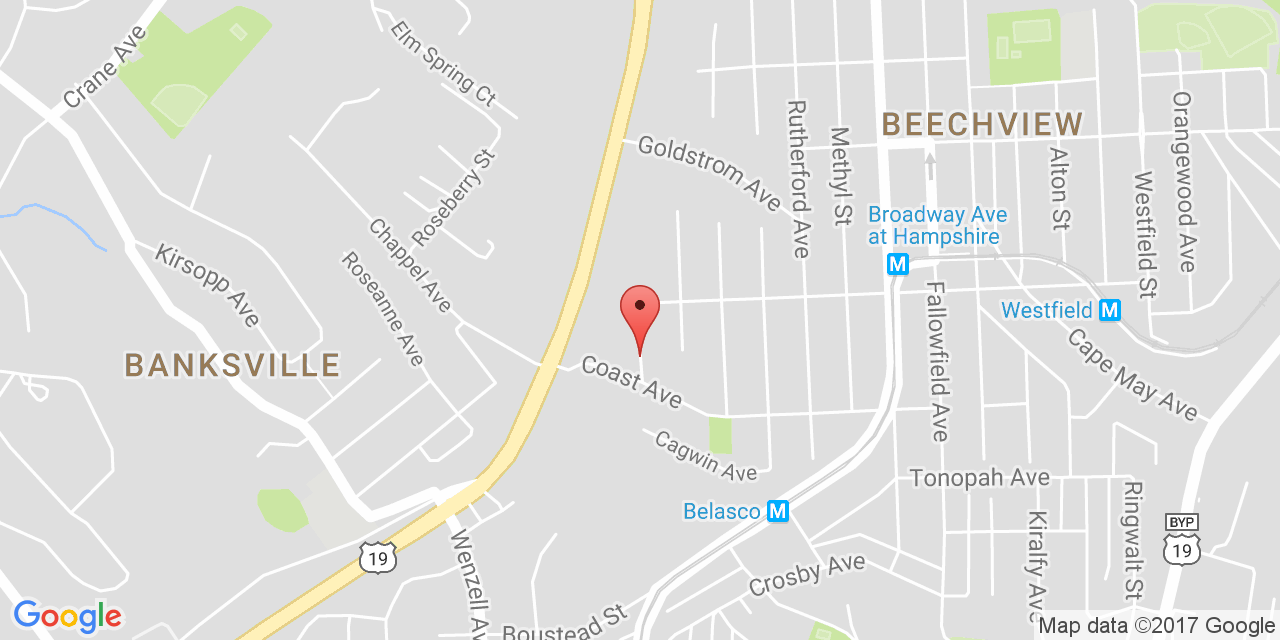 Crane Ave
Elm Spring Ct
BEECHVIEW
Rutherford Ave
Methyl St
Alton St
Orangewood Ave
Westfield St
Goldstrom Ave
Roseberry St
Broadway Ave
at Hampshire
M
Kirsopp Ave
Chappel Ave
Roseanne Ave
Fallowfield Ave
Westfield M
Cape May Ave
BANKSVILLE
Coast Ave
Cagwin Ave
Tonopah Ave
Ringwalt St
Kiralfy Ave
Belasco M
BYP
19
19
Wenzell Av
Crosby Ave
Boustead St
Google
Map data ©2017 Google